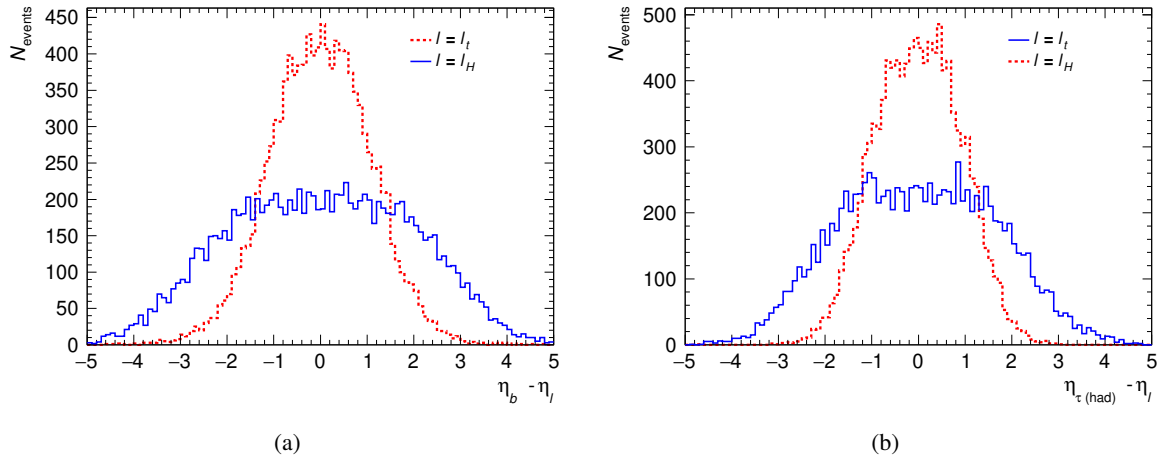 N_events
450
400
350
300
250
200
150
100
50
0
−5 −4 −3 −2 −1 0 1 2 3 4 5
η_b - η_l
l = l_t
l = l_H
(a)
N_events
500
400
300
200
100
0
−5 −4 −3 −2 −1 0 1 2 3 4 5
η_τ (had) - η_l
l = l_t
l = l_H
(b)